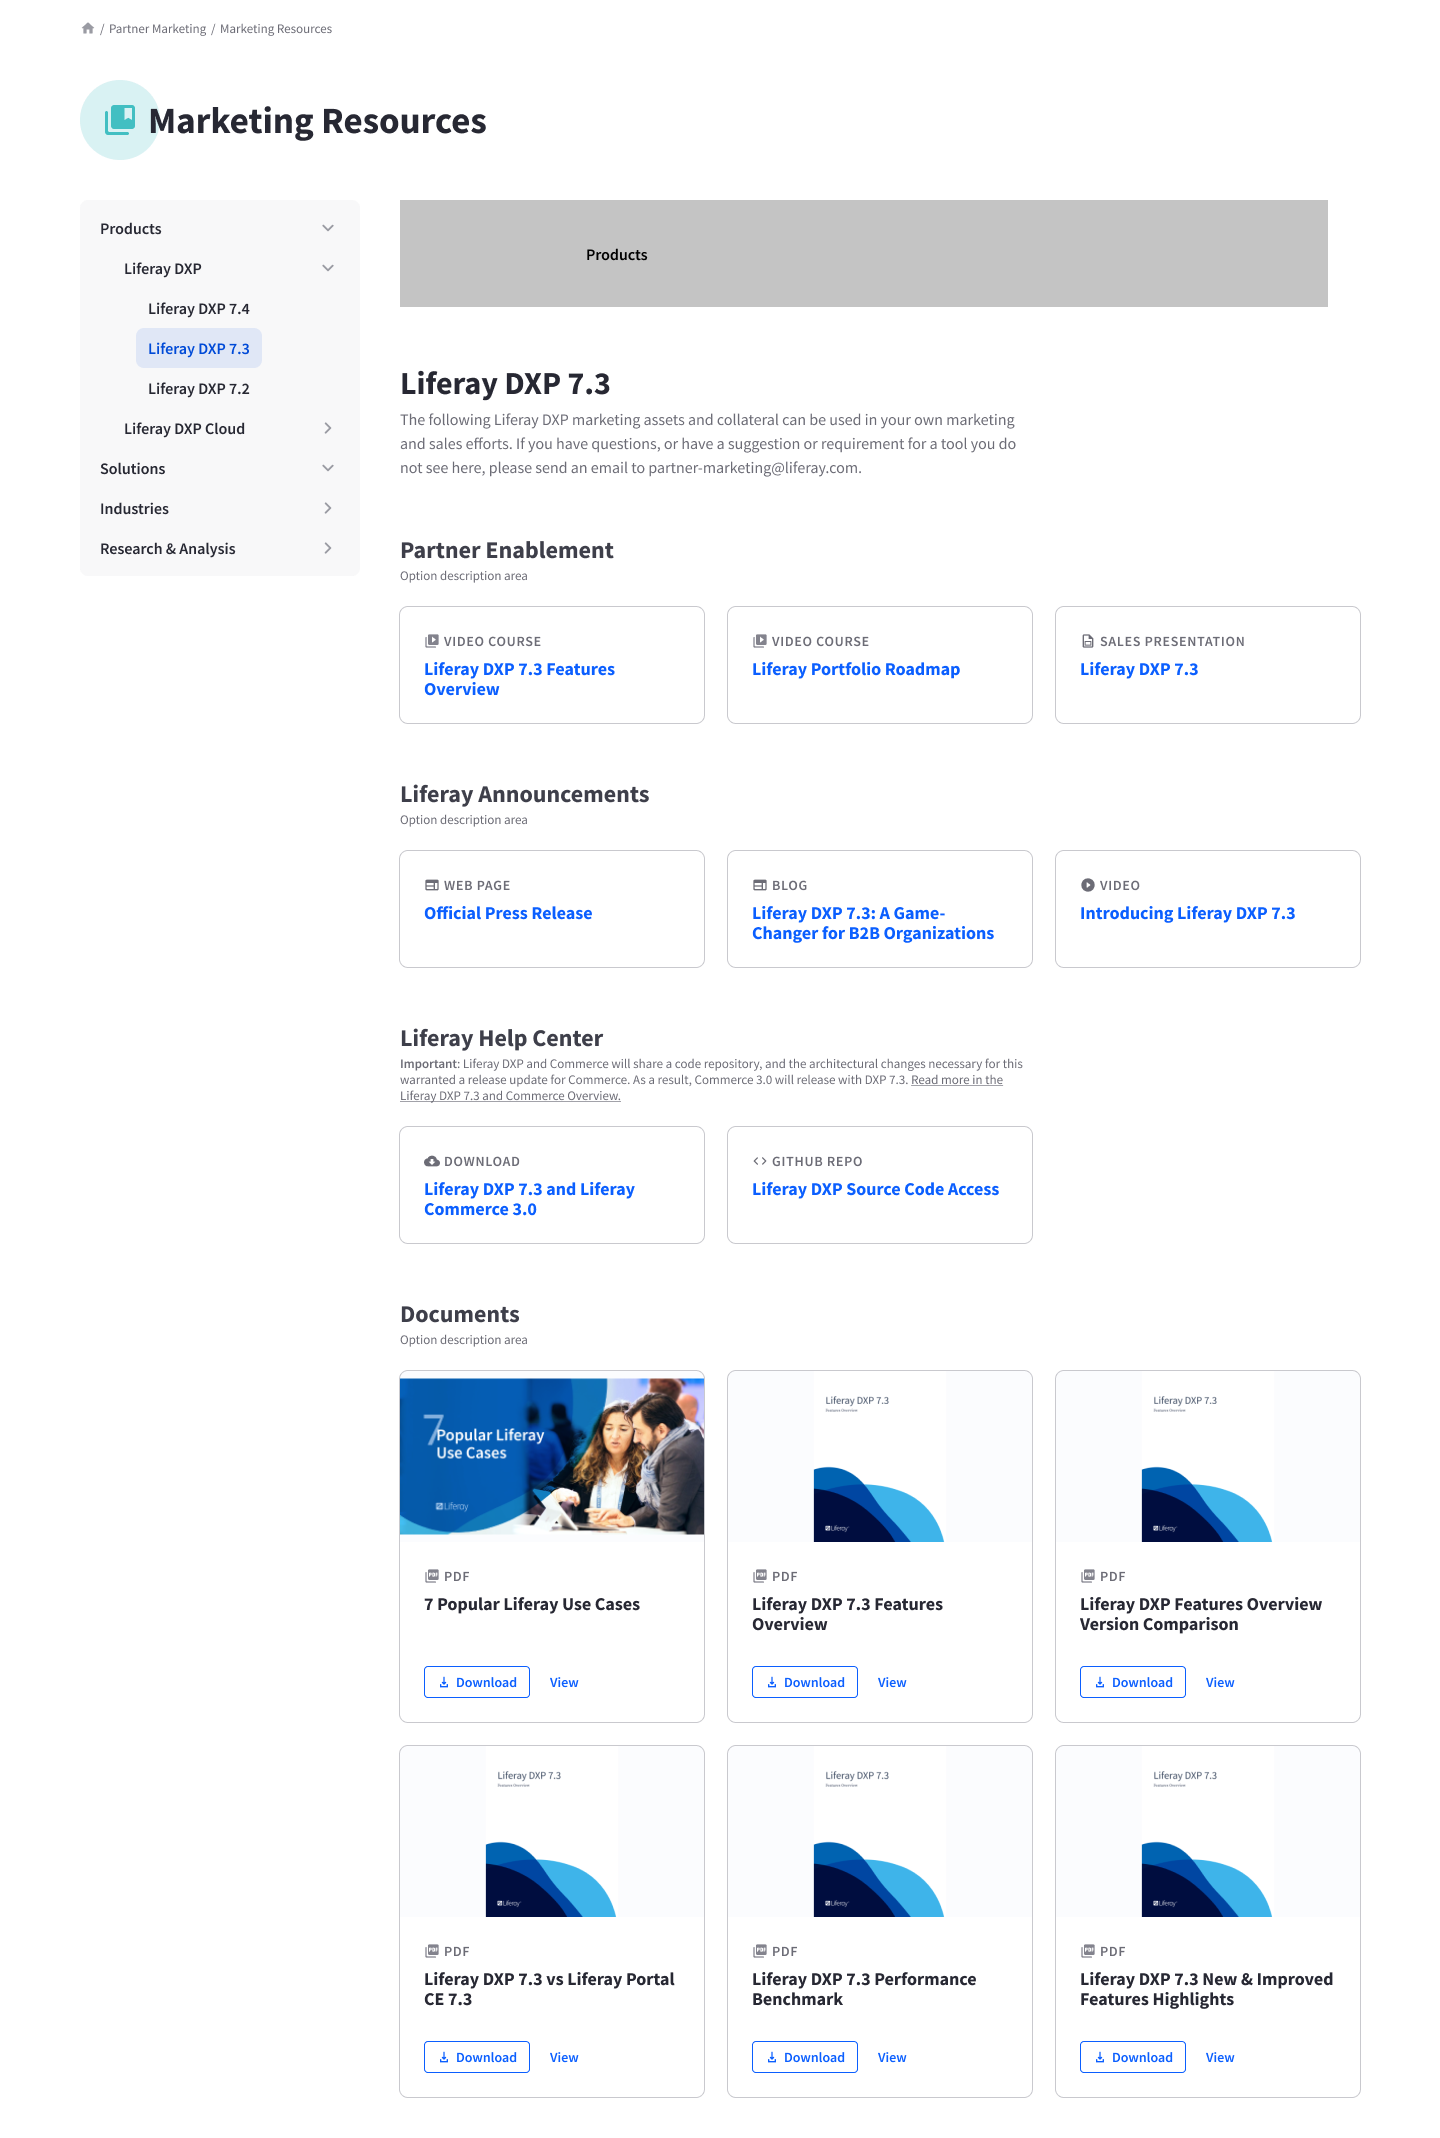 / Partner Marketing / Marketing Resources
Marketing Resources
Products
Liferay DXP
Liferay DXP 7.4
Liferay DXP 7.3
Liferay DXP 7.2
Liferay DXP Cloud
Solutions
Industries
Research & Analysis
Products
Liferay DXP 7.3
The following Liferay DXP marketing assets and collateral can be used in your own marketing
and sales efforts. If you have questions, or have a suggestion or requirement for a tool you do
not see here, please send an email to partner-marketing@liferay.com.
Partner Enablement
Option description area
VIDEO COURSE
Liferay DXP 7.3 Features
Overview
VIDEO COURSE
Liferay Portfolio Roadmap
SALES PRESENTATION
Liferay DXP 7.3
Liferay Announcements
Option description area
WEB PAGE
Official Press Release
BLOG
Liferay DXP 7.3: A Game-
Changer for B2B Organizations
VIDEO
Introducing Liferay DXP 7.3
Liferay Help Center
Important: Liferay DXP and Commerce will share a code repository, and the architectural changes necessary for this
warranted a release update for Commerce. As a result, Commerce 3.0 will release with DXP 7.3. Read more in the
Liferay DXP 7.3 and Commerce Overview.
DOWNLOAD
Liferay DXP 7.3 and Liferay
Commerce 3.0
GITHUB REPO
Liferay DXP Source Code Access
Documents
Option description area
7 Popular Liferay
Use Cases
Liferay
PDF
7 Popular Liferay Use Cases
Download View
Liferay DXP 7.3
Features Overview
Liferay
PDF
Liferay DXP 7.3 Features
Overview
Download View
Liferay DXP 7.3
Features Overview
Liferay
PDF
Liferay DXP Features Overview
Version Comparison
Download View
Liferay DXP 7.3
Features Overview
Liferay
PDF
Liferay DXP 7.3 vs Liferay Portal
CE 7.3
Download View
Liferay DXP 7.3
Features Overview
Liferay
PDF
Liferay DXP 7.3 Performance
Benchmark
Download View
Liferay DXP 7.3
Features Overview
Liferay
PDF
Liferay DXP 7.3 New & Improved
Features Highlights
Download View